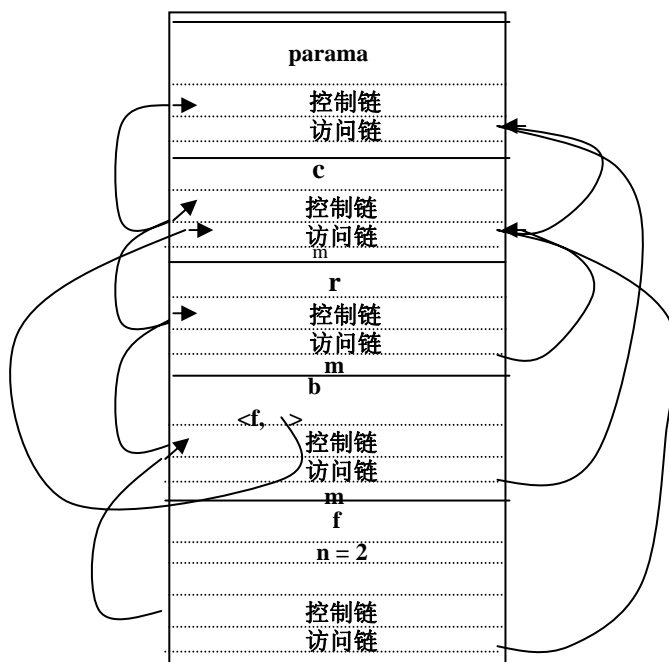 parama
控制链
访问链
c
控制链
访问链
m
r
控制链
访问链
m
b
<f, >
控制链
访问链
m
f
n = 2
控制链
访问链